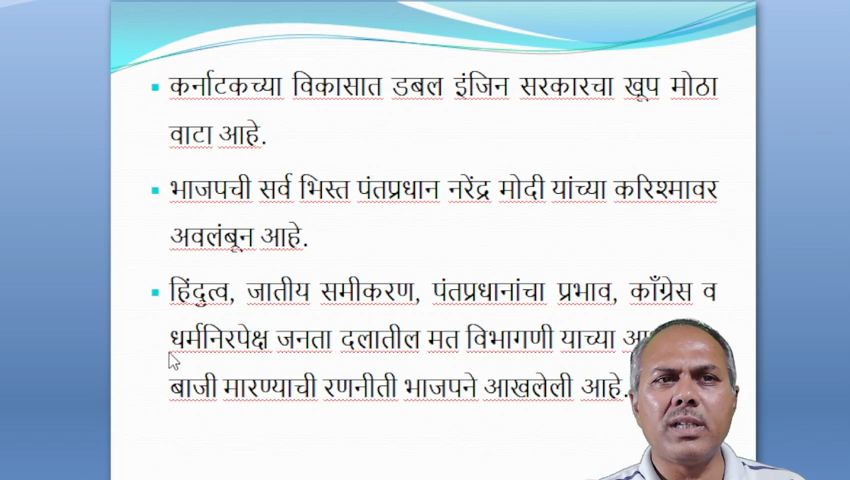 कर्नाटकच्या विकासात डबल इंजिन सरकारचा खूप मोठा
वाटा आहे.
भाजपची सर्व भिस्त पंतप्रधान नरेंद्र मोदी यांच्या करिश्मावर
अवलंबून आहे.
हिंदुत्व, जातीय समीकरण, पंतप्रधानांचा प्रभाव, काँग्रेस व
धर्मनिरपेक्ष जनता दलातील मत विभागणी याच्या
बाजी मारण्याची रणनीती भाजपने आखलेली आहे.